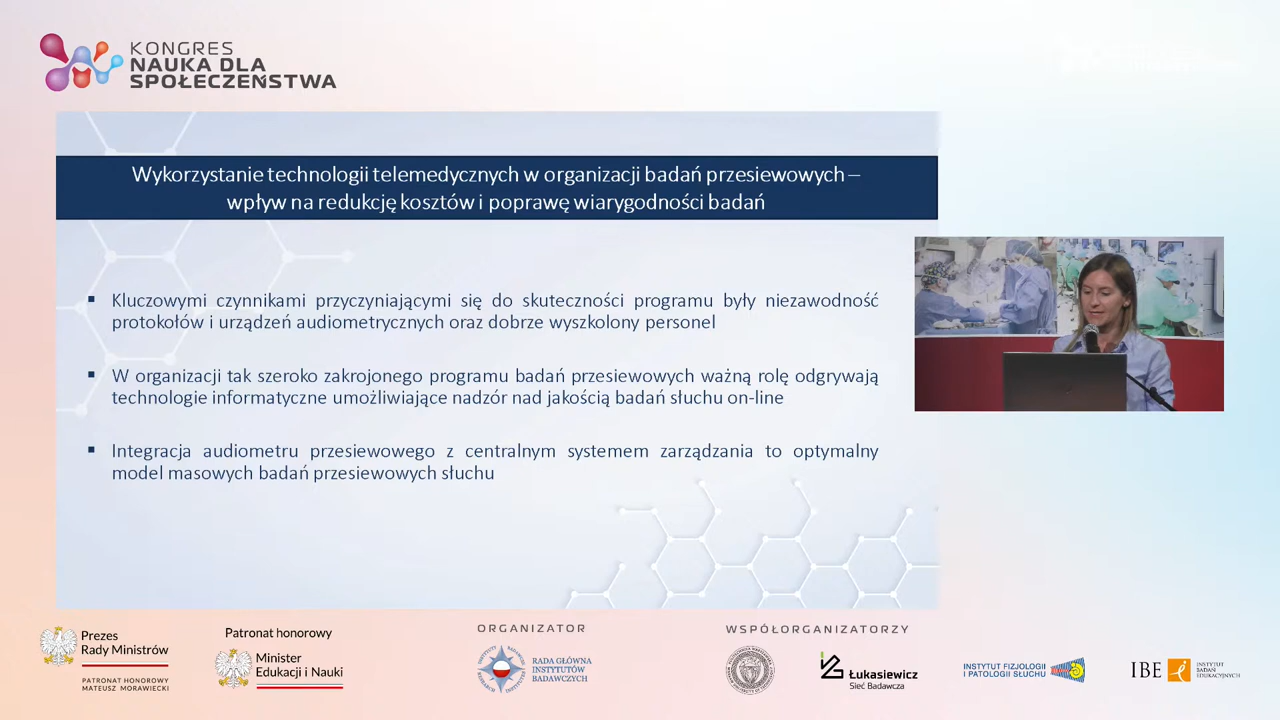 KONGRES
NAUKA DLA
SPOŁECZEŃSTWA
Wykorzystanie technologii telemedycznych w organizacji badań przesiewowych –
wpływ na redukcję kosztów i poprawę wiarygodności badań
▪ Kluczowymi czynnikami przyczyniającymi się do skuteczności programu były niezawodność
protokołów i urządzeń audiometrycznych oraz dobrze wyszkolony personel
▪ W organizacji tak szeroko zakrojonego programu badań przesiewowych ważną rolę odgrywają
technologie informatyczne umożliwiające nadzór nad jakością badań słuchu on-line
▪ Integracja audiometru przesiewowego z centralnym systemem zarządzania to optymalny
model masowych badań przesiewowych słuchu
Prezes
Rady Ministrów
PATRONAT HONOROWY
MATEUSZ MORAWIECKI
Patronat honorowy
Minister
Edukacji i Nauki
ORGANIZATOR
RADA GŁÓWNA
INSTYTUTÓW
BADAWCZYCH
WSPÓŁORGANIZATORZY
Łukasiewicz
Sieć Badawcza
INSTYTUT FIZJOLOGII
I PATOLOGII SŁUCHU
IBE
INSTYTUT
BADAŃ
EDUKACYJNYCH